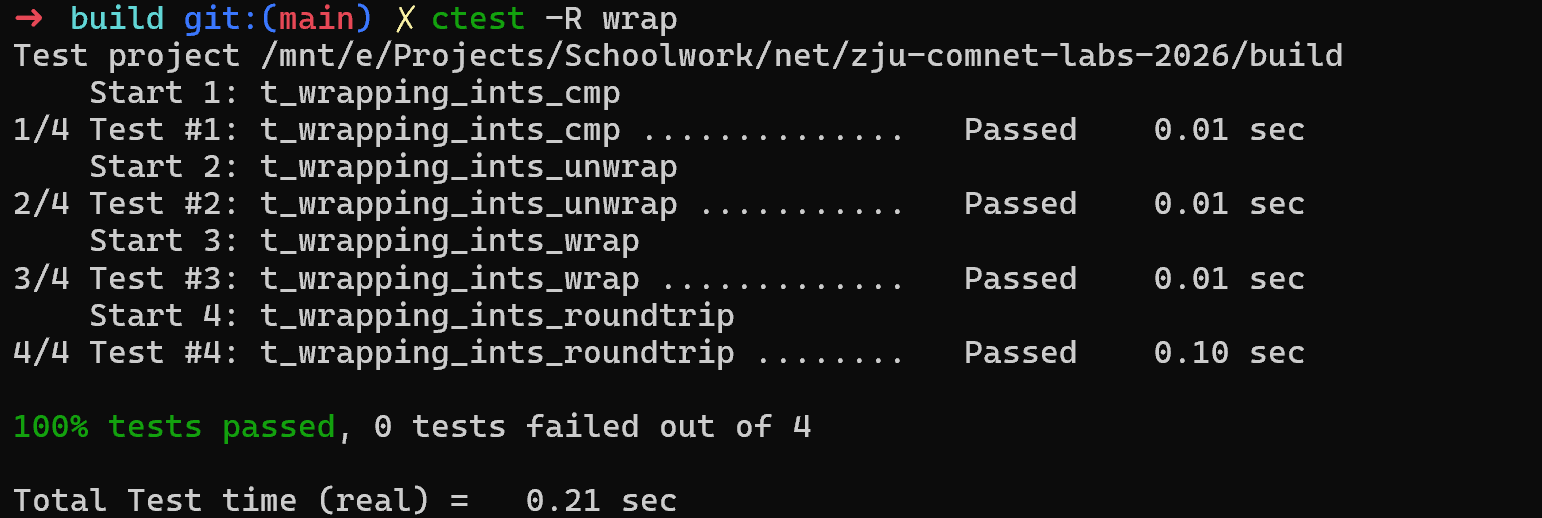 ➜  build git:(main) ✗ ctest -R wrap
Test project /mnt/e/Projects/Schoolwork/net/zju-comnet-labs-2026/build
    Start 1: t_wrapping_ints_cmp
1/4 Test #1: t_wrapping_ints_cmp ..............   Passed    0.01 sec
    Start 2: t_wrapping_ints_unwrap
2/4 Test #2: t_wrapping_ints_unwrap ...........   Passed    0.01 sec
    Start 3: t_wrapping_ints_wrap
3/4 Test #3: t_wrapping_ints_wrap .............   Passed    0.01 sec
    Start 4: t_wrapping_ints_roundtrip
4/4 Test #4: t_wrapping_ints_roundtrip ........   Passed    0.10 sec

100% tests passed, 0 tests failed out of 4

Total Test time (real) =   0.21 sec